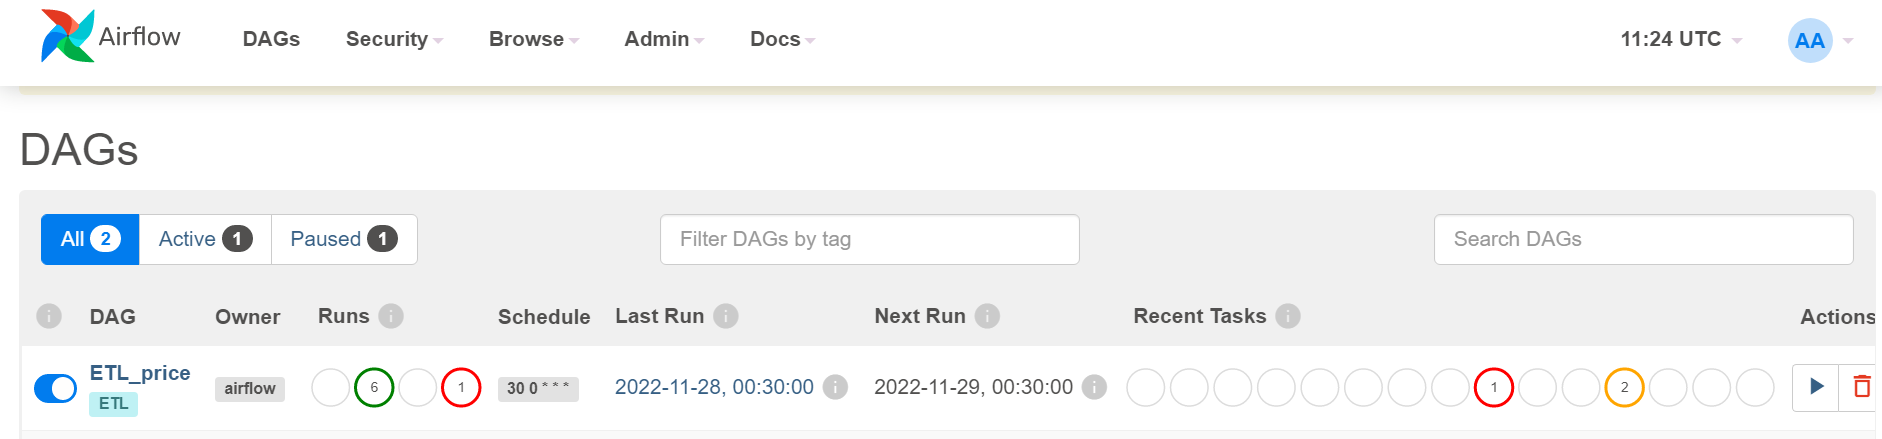 Airflow DAGs Security Browse Admin Docs 11:24 UTC AA
DAGs
All 2 Active 1 Paused 1 Filter DAGs by tag Search DAGs
i DAG Owner Runs i Schedule Last Run i Next Run i Recent Tasks i Actions
ETL_price
ETL
airflow 6 1 30 0 * * * 2022-11-28, 00:30:00 i 2022-11-29, 00:30:00 i 1 2